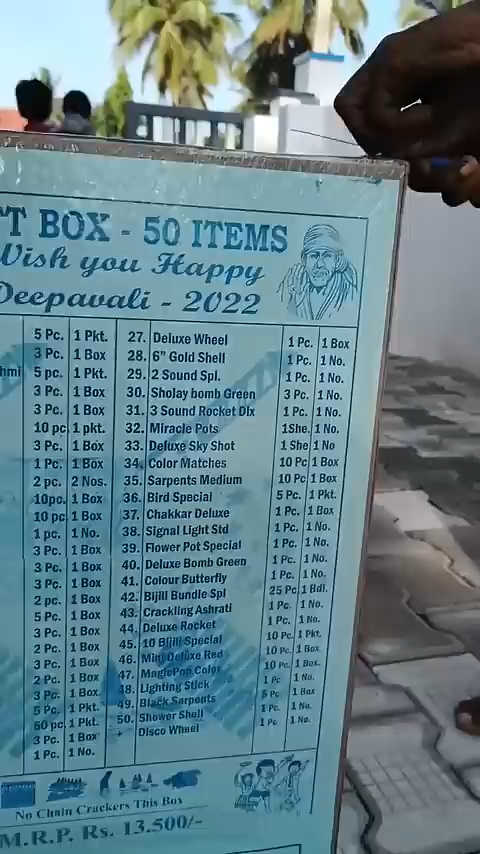 T BOX - 50 ITEMS
Wish you Happy
Deepavali - 2022
5 Pc. 1 Pkt. 27. Deluxe Wheel 1 Pc. 1 Box
3 Pc. 1 Box 28. 6" Gold Shell 1 Pc. 1 No.
hmi 5 pc. 1 Pkt. 29. 2 Sound Spl. 1 Pc. 1 No.
3 Pc. 1 Box 30. Sholay bomb Green 3 Pc. 1 No.
3 Pc. 1 Box 31. 3 Sound Rocket Dlx 1 Pc. 1 No.
10 pc 1 pkt. 32. Miracle Pots 1She. 1 No.
3 Pc. 1 Box 33. Deluxe Sky Shot 1 She 1 No
1 Pc. 1 Box 34. Color Matches 10 Pc 1 Box
2 pc. 2 Nos. 35. Sarpents Medium 10 Pc 1 Box
10pc. 1 Box 36. Bird Special 5 Pc. 1 Pkt.
10 pc 1 Box 37. Chakkar Deluxe 1 Pc. 1 Box
1 pc. 1 No. 38. Signal Light Std 1 Pc. 1 No.
3 Pc. 1 Box 39. Flower Pot Special 1 Pc. 1 No.
3 Pc. 1 Box 40. Deluxe Bomb Green 1 Pc. 1 No.
3 Pc. 1 Box 41. Colour Butterfly 1 Pc. 1 No.
2 pc. 1 Box 42. Bijill Bundle Spl 25 Pc. 1 Bdl.
5 Pc. 1 Box 43. Crackling Ashrati 1 Pc. 1 No.
3 Pc. 1 Box 44. Deluxe Rocket 1 Pc. 1 No.
2 Pc. 1 Box 45. 10 Bijili Special 10 Pc. 1 Pkt.
3 Pc. 1 Box 46. Mini Deluxe Red 10 Pc. 1 Box.
2 Pc. 1 Box 47. MagicPop Color 10 Pc 1 Box.
3 Pc. 1 Box. 48. Lighting Stick 1 Pc 1 No.
5 Pc. 1 Pkt. 49. Black Sarpents 5 Pc 1 Box
50 pc. 1 Pkt. 50. Shower Shell 1 Pc. 1 No.
3 Pc. 1 Box + Disco Wheel 1 Pc 1 No.
1 Pc. 1 No.
No Chain Crackers This Box
M.R.P. Rs. 13.500/-